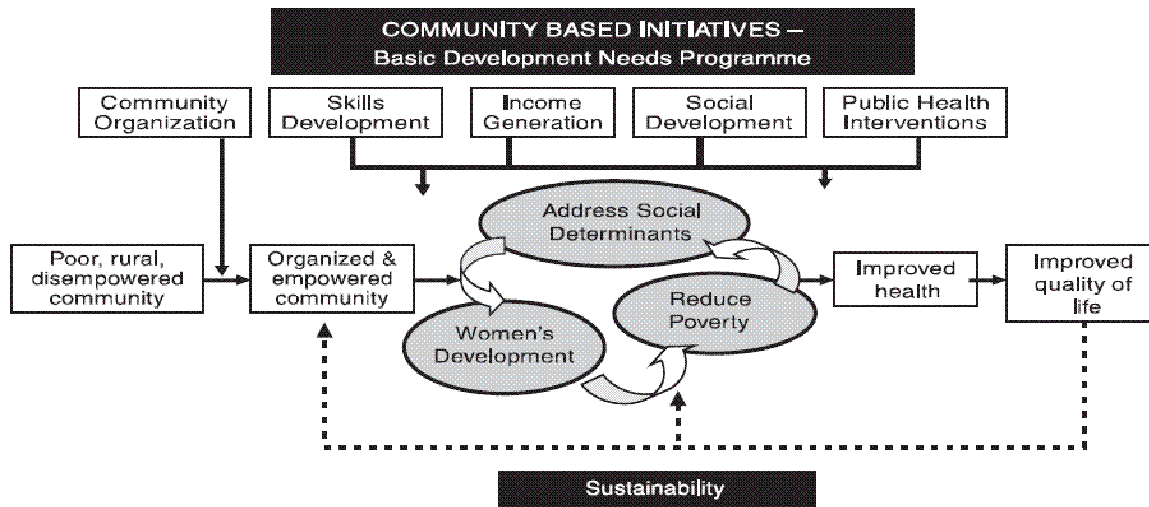 COMMUNITY BASED INITIATIVES –
Basic Development Needs Programme
Community
Organization
Skills
Development
Income
Generation
Social
Development
Public Health
Interventions
Address Social
Determinants
Poor, rural,
disempowered
community
Organized &
empowered
community
Women's
Development
Reduce
Poverty
Improved
health
Improved
quality of
life
Sustainability